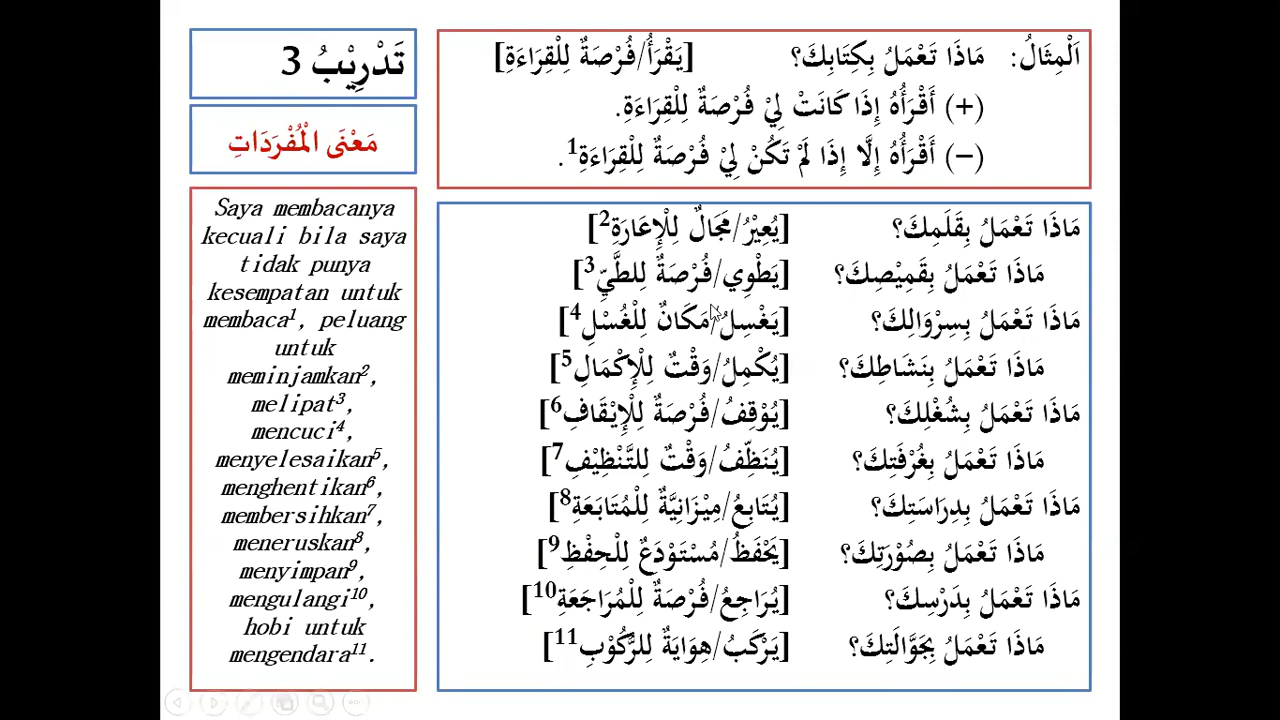 تَدْرِيْبُ 3
مَعْنَى الْمُفْرَدَاتِ
Saya membacanya
kecuali bila saya
tidak punya
kesempatan untuk
membaca¹, peluang
untuk
meminjamkan²,
melipat³,
mencuci⁴,
menyelesaikan⁵,
menghentikan⁶,
membersihkan⁷,
meneruskan⁸,
menyimpan⁹,
mengulangi¹⁰,
hobi untuk
mengendara¹¹.
اَلْمِثَالُ: مَاذَا تَعْمَلُ بِكِتَابِكَ؟ [يَقْرَأُ/فُرْصَةٌ لِلْقِرَاءَةِ]
(+) أَقْرَأُهُ إِذَا كَانَتْ لِيْ فُرْصَةٌ لِلْقِرَاءَةِ.
(–) أَقْرَأُهُ إِلَّا إِذَا لَمْ تَكُنْ لِيْ فُرْصَةٌ لِلْقِرَاءَةِ¹.
مَاذَا تَعْمَلُ بِقَلَمِكَ؟ [يُعِيْرُ/مَجَالٌ لِلْإِعَارَةِ²]
مَاذَا تَعْمَلُ بِقَمِيْصِكَ؟ [يَطْوِي/فُرْصَةٌ لِلطَّيِّ³]
مَاذَا تَعْمَلُ بِسِرْوَالِكَ؟ [يَغْسِلُ/مَكَانٌ لِلْغُسْلِ⁴]
مَاذَا تَعْمَلُ بِنَشَاطِكَ؟ [يُكْمِلُ/وَقْتٌ لِلْإِكْمَالِ⁵]
مَاذَا تَعْمَلُ بِشُغْلِكَ؟ [يُوْقِفُ/فُرْصَةٌ لِلْإِيْقَافِ⁶]
مَاذَا تَعْمَلُ بِغُرْفَتِكَ؟ [يُنَظِّفُ/وَقْتٌ لِلتَّنْظِيْفِ⁷]
مَاذَا تَعْمَلُ بِدِرَاسَتِكَ؟ [يُتَابِعُ/مِيْزَانِيَّةٌ لِلْمُتَابَعَةِ⁸]
مَاذَا تَعْمَلُ بِصُوْرَتِكَ؟ [يَحْفَظُ/مُسْتَوْدَعٌ لِلْحِفْظِ⁹]
مَاذَا تَعْمَلُ بِدَرْسِكَ؟ [يُرَاجِعُ/فُرْصَةٌ لِلْمُرَاجَعَةِ¹⁰]
مَاذَا تَعْمَلُ بِجَوَّالَتِكَ؟ [يَرْكَبُ/هِوَايَةٌ لِلرُّكُوْبِ¹¹]